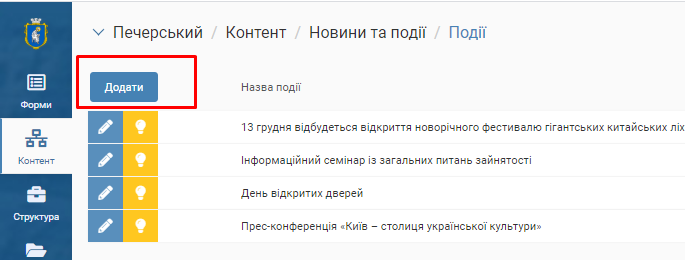 Печерський / Контент / Новини та події / Події
Додати
Назва події
Форми
13 грудня відбудеться відкриття новорічного фестивалю гігантських китайських ліх
Контент
Інформаційний семінар із загальних питань зайнятості
День відкритих дверей
Структура
Прес-конференція «Київ – столиця української культури»